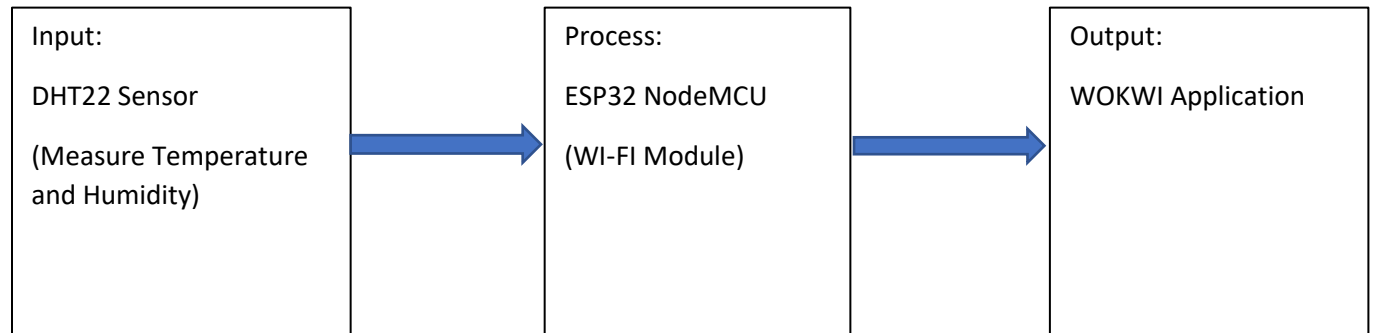 Input:
DHT22 Sensor
(Measure Temperature
and Humidity)
Process:
ESP32 NodeMCU
(WI-FI Module)
Output:
WOKWI Application